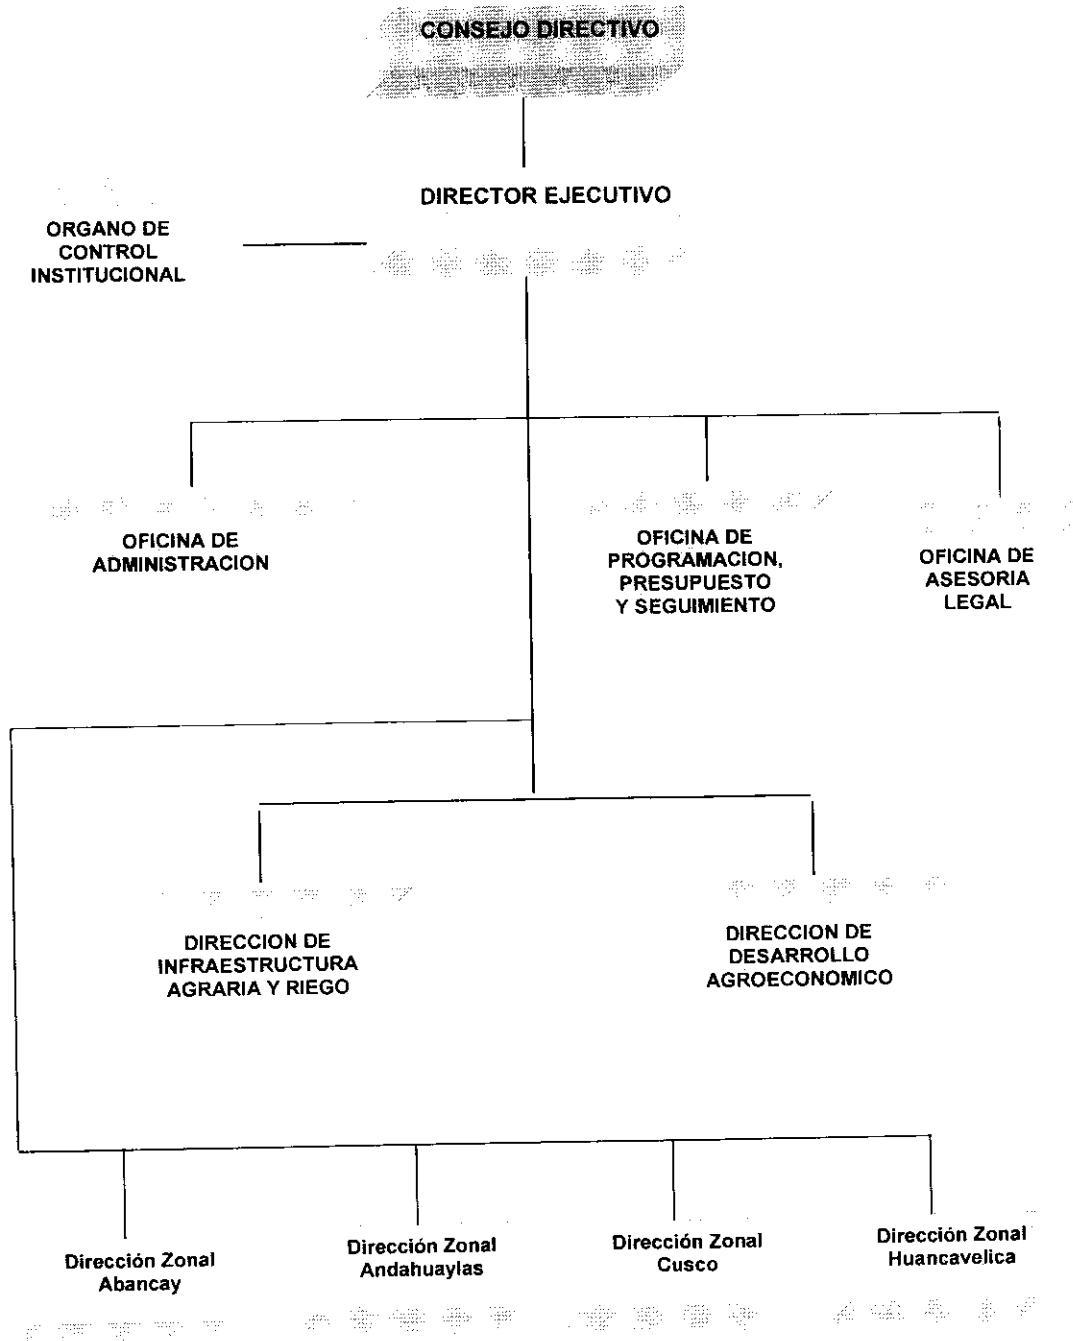 CONSEJO DIRECTIVO
DIRECTOR EJECUTIVO
ORGANO DE
CONTROL
INSTITUCIONAL
OFICINA DE
ADMINISTRACION
OFICINA DE
PROGRAMACION,
PRESUPUESTO
Y SEGUIMIENTO
OFICINA DE
ASESORIA
LEGAL
DIRECCION DE
INFRAESTRUCTURA
AGRARIA Y RIEGO
DIRECCION DE
DESARROLLO
AGROECONOMICO
Dirección Zonal
Abancay
Dirección Zonal
Andahuaylas
Dirección Zonal
Cusco
Dirección Zonal
Huancavelica